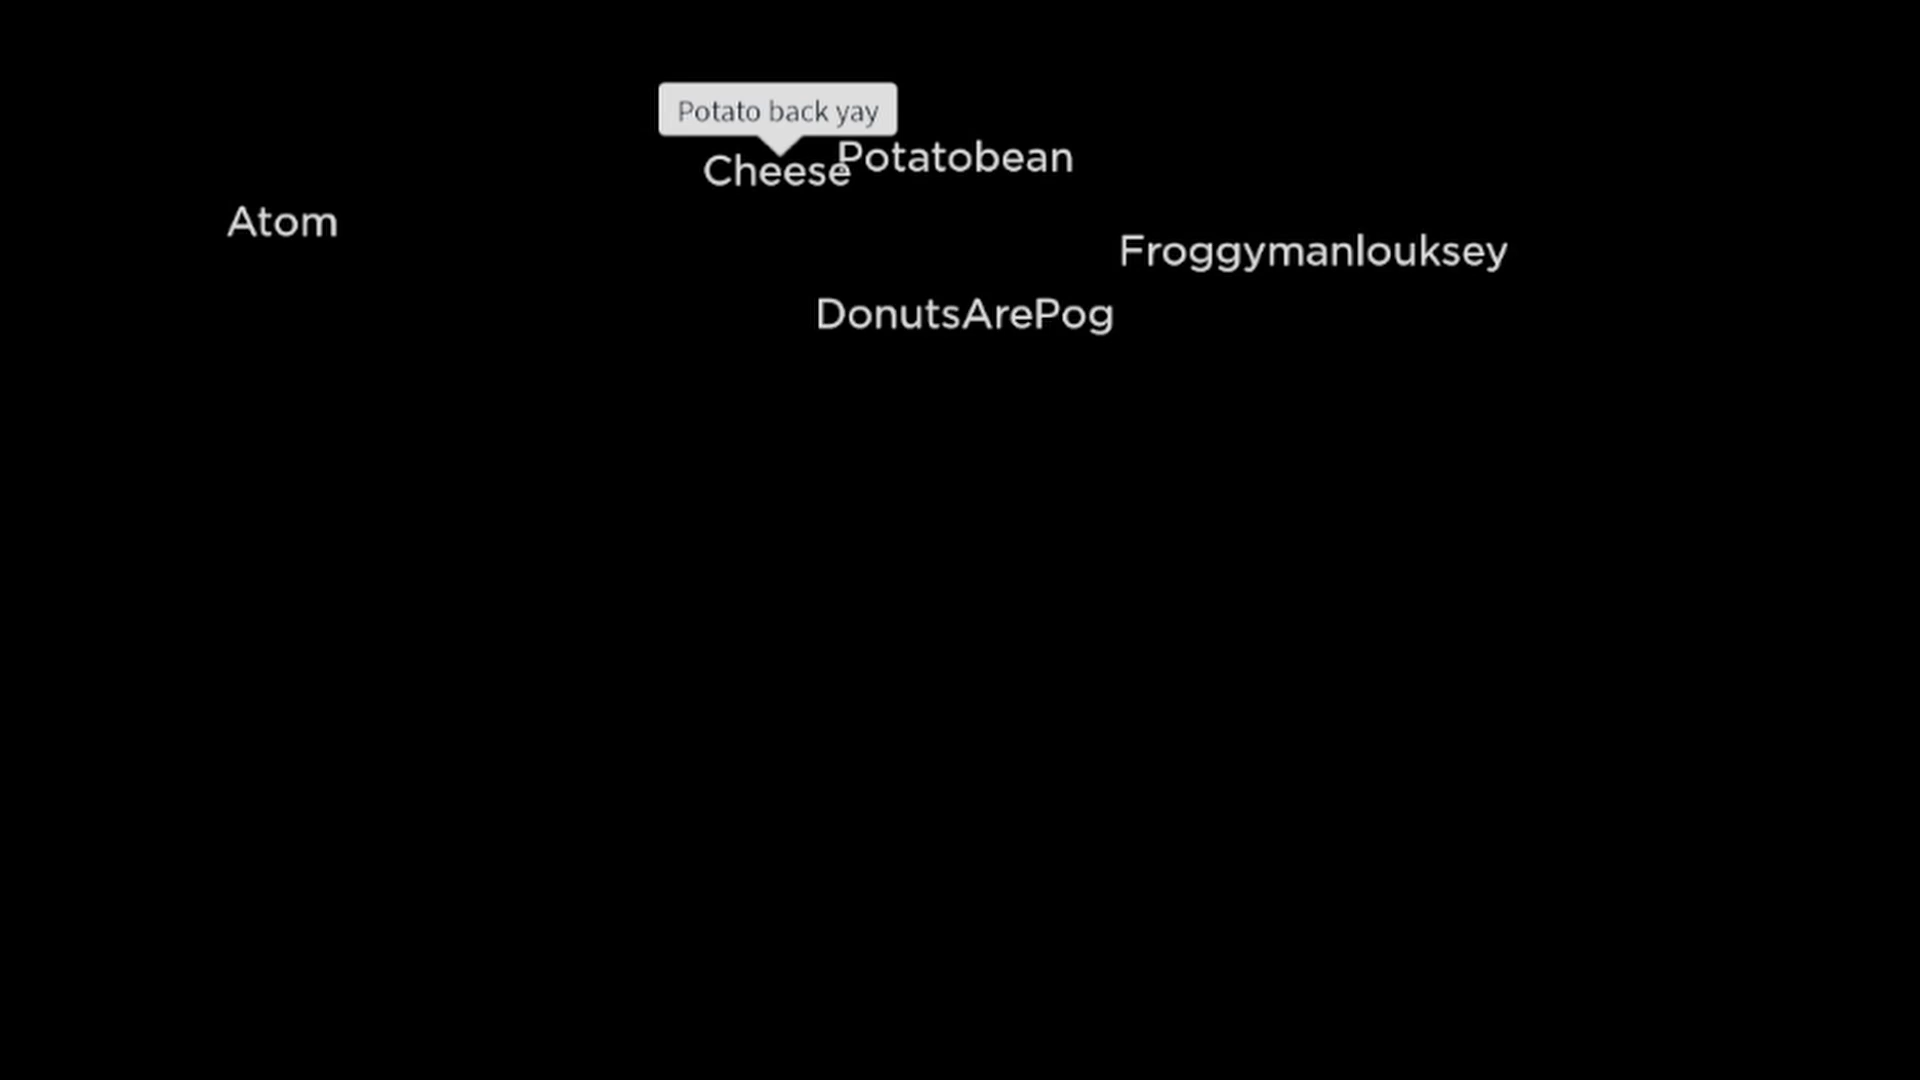 Potato back yay
Cheese
Potatobean
Atom
Froggymanlouksey
DonutsArePog